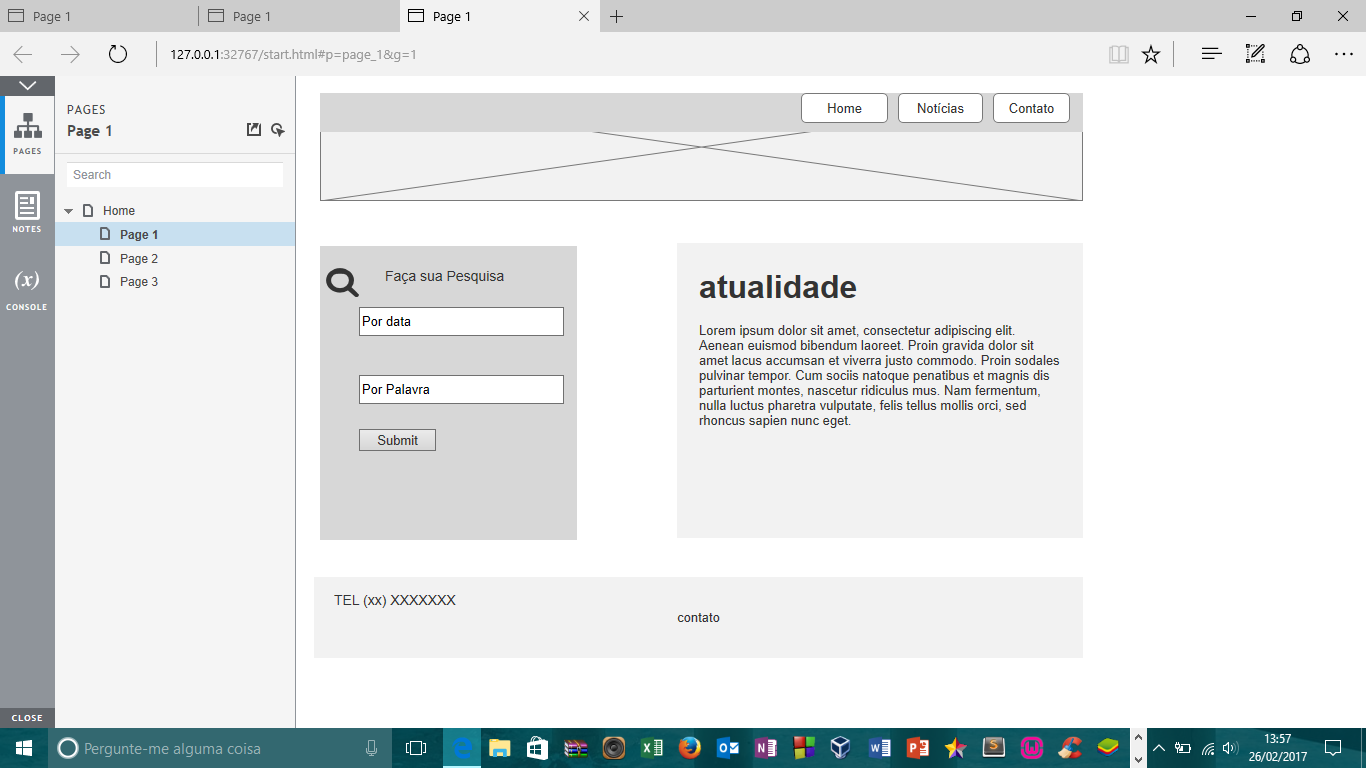 Page 1
Page 1
Page 1
127.0.0.1:32767/start.html#p=page_1&g=1
PAGES
NOTES
(x)
CONSOLE
CLOSE
PAGES
Page 1
Search
Home
Page 1
Page 2
Page 3
Home
Notícias
Contato
Faça sua Pesquisa
Por data
Por Palavra
Submit
atualidade
Lorem ipsum dolor sit amet, consectetur adipiscing elit.
Aenean euismod bibendum laoreet. Proin gravida dolor sit
amet lacus accumsan et viverra justo commodo. Proin sodales
pulvinar tempor. Cum sociis natoque penatibus et magnis dis
parturient montes, nascetur ridiculus mus. Nam fermentum,
nulla luctus pharetra vulputate, felis tellus mollis orci, sed
rhoncus sapien nunc eget.
TEL (xx) XXXXXXX
contato
Pergunte-me alguma coisa
13:57
26/02/2017